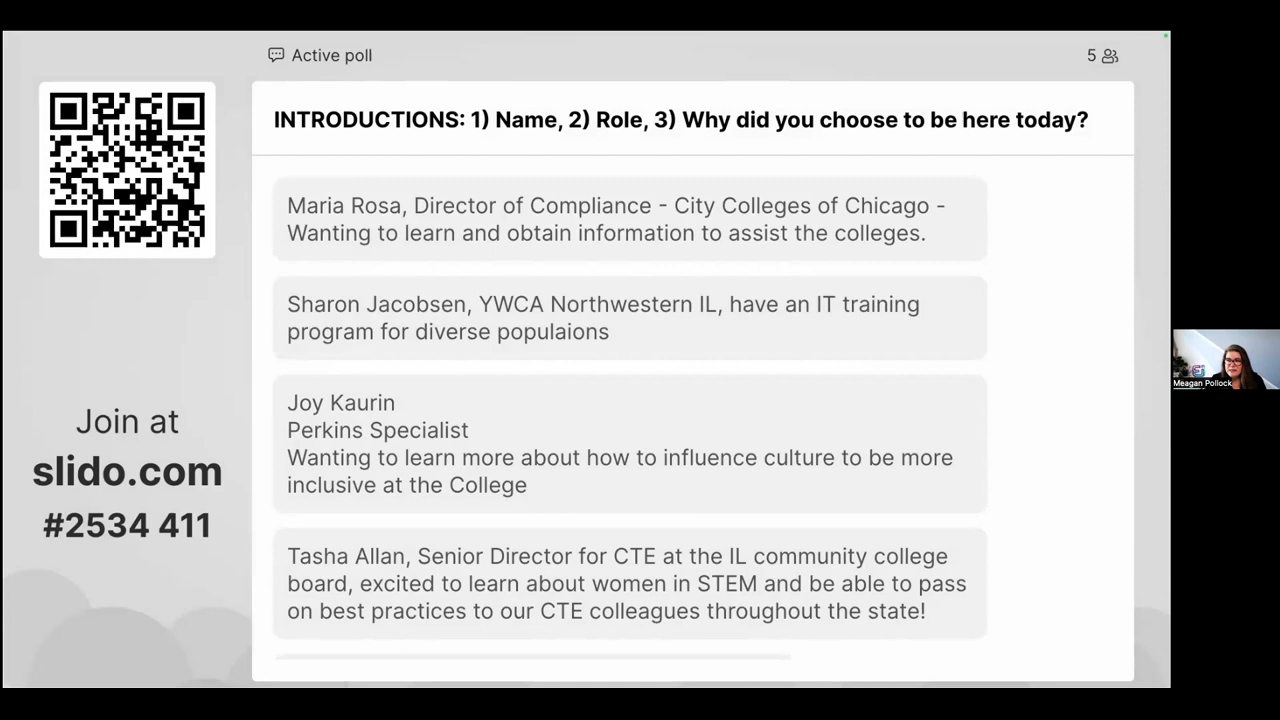 Active poll
5
INTRODUCTIONS: 1) Name, 2) Role, 3) Why did you choose to be here today?
Maria Rosa, Director of Compliance - City Colleges of Chicago -
Wanting to learn and obtain information to assist the colleges.
Sharon Jacobsen, YWCA Northwestern IL, have an IT training
program for diverse populaions
Joy Kaurin
Perkins Specialist
Wanting to learn more about how to influence culture to be more
inclusive at the College
Tasha Allan, Senior Director for CTE at the IL community college
board, excited to learn about women in STEM and be able to pass
on best practices to our CTE colleagues throughout the state!
Join at
slido.com
#2534 411
Meagan Pollock